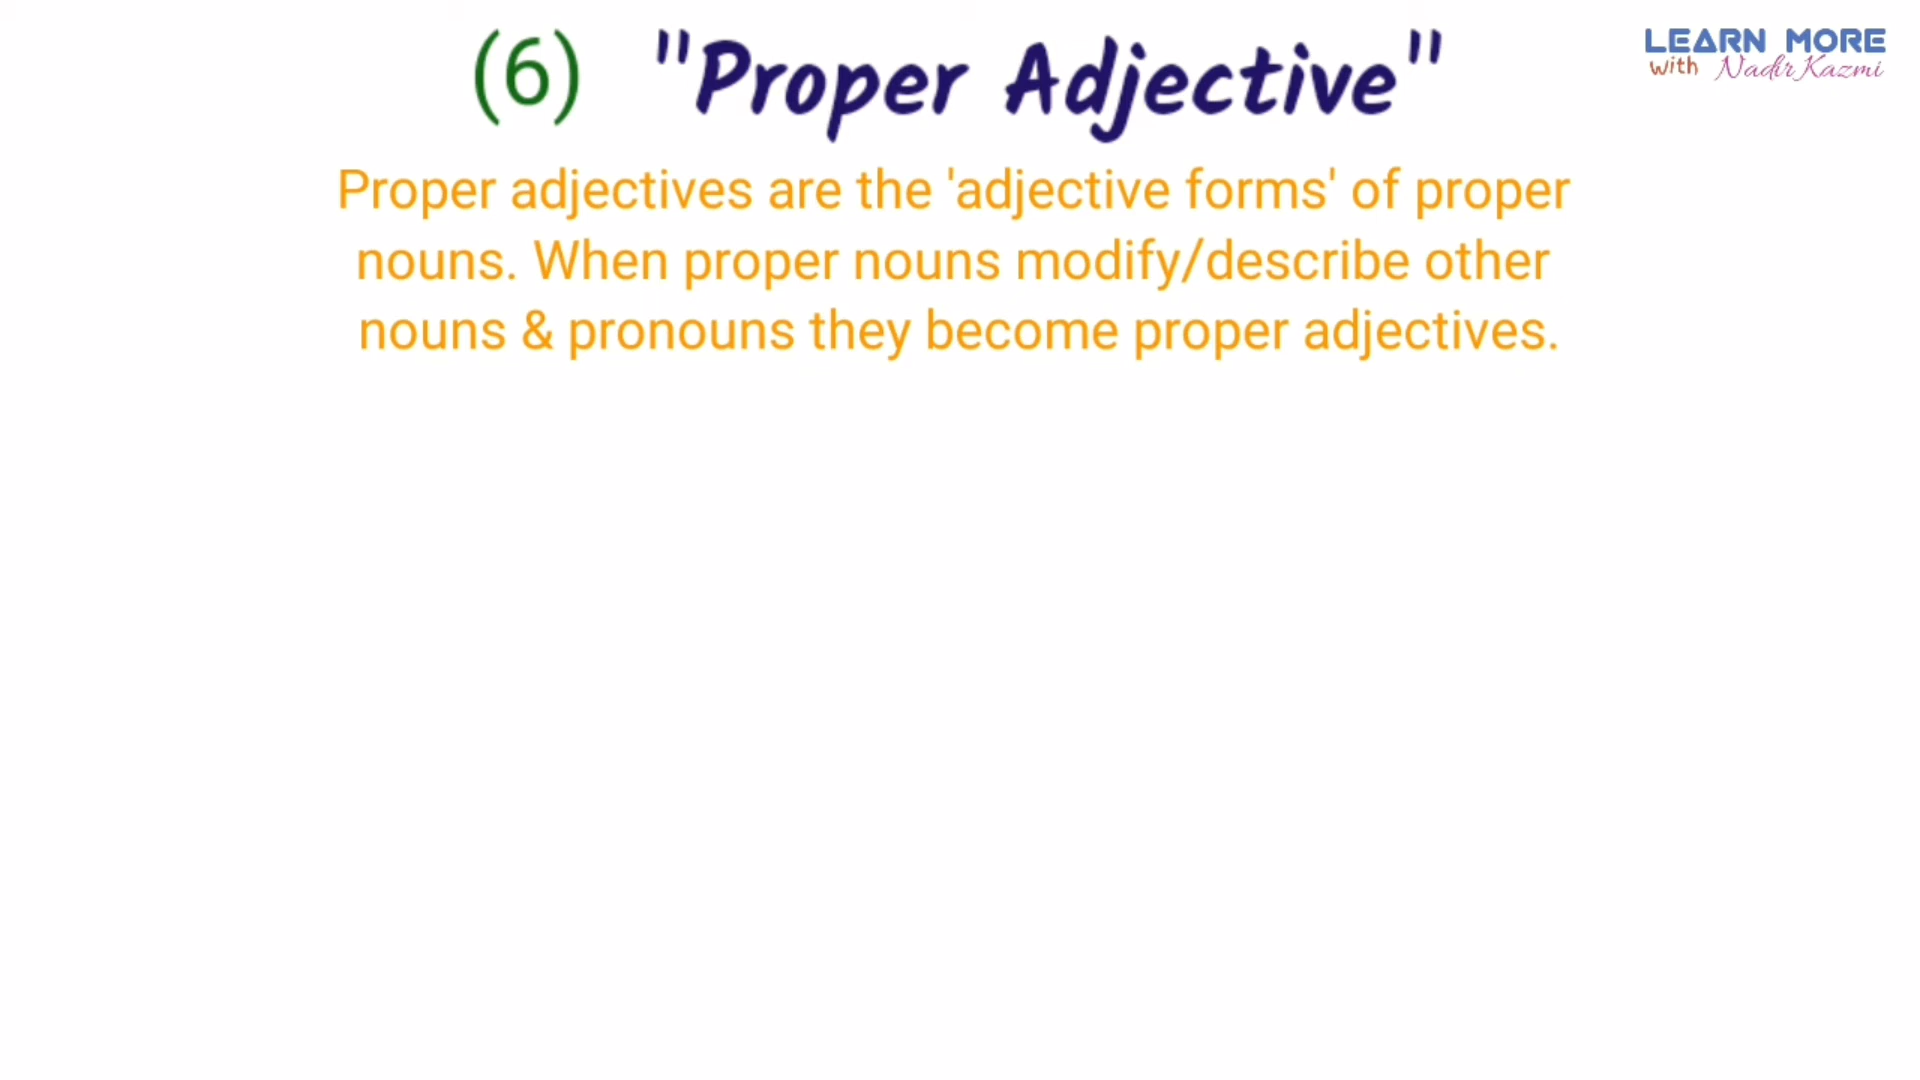 (6) "Proper Adjective"
LEARN MORE
with Nadir Kazmi
Proper adjectives are the 'adjective forms' of proper
nouns. When proper nouns modify/describe other
nouns & pronouns they become proper adjectives.